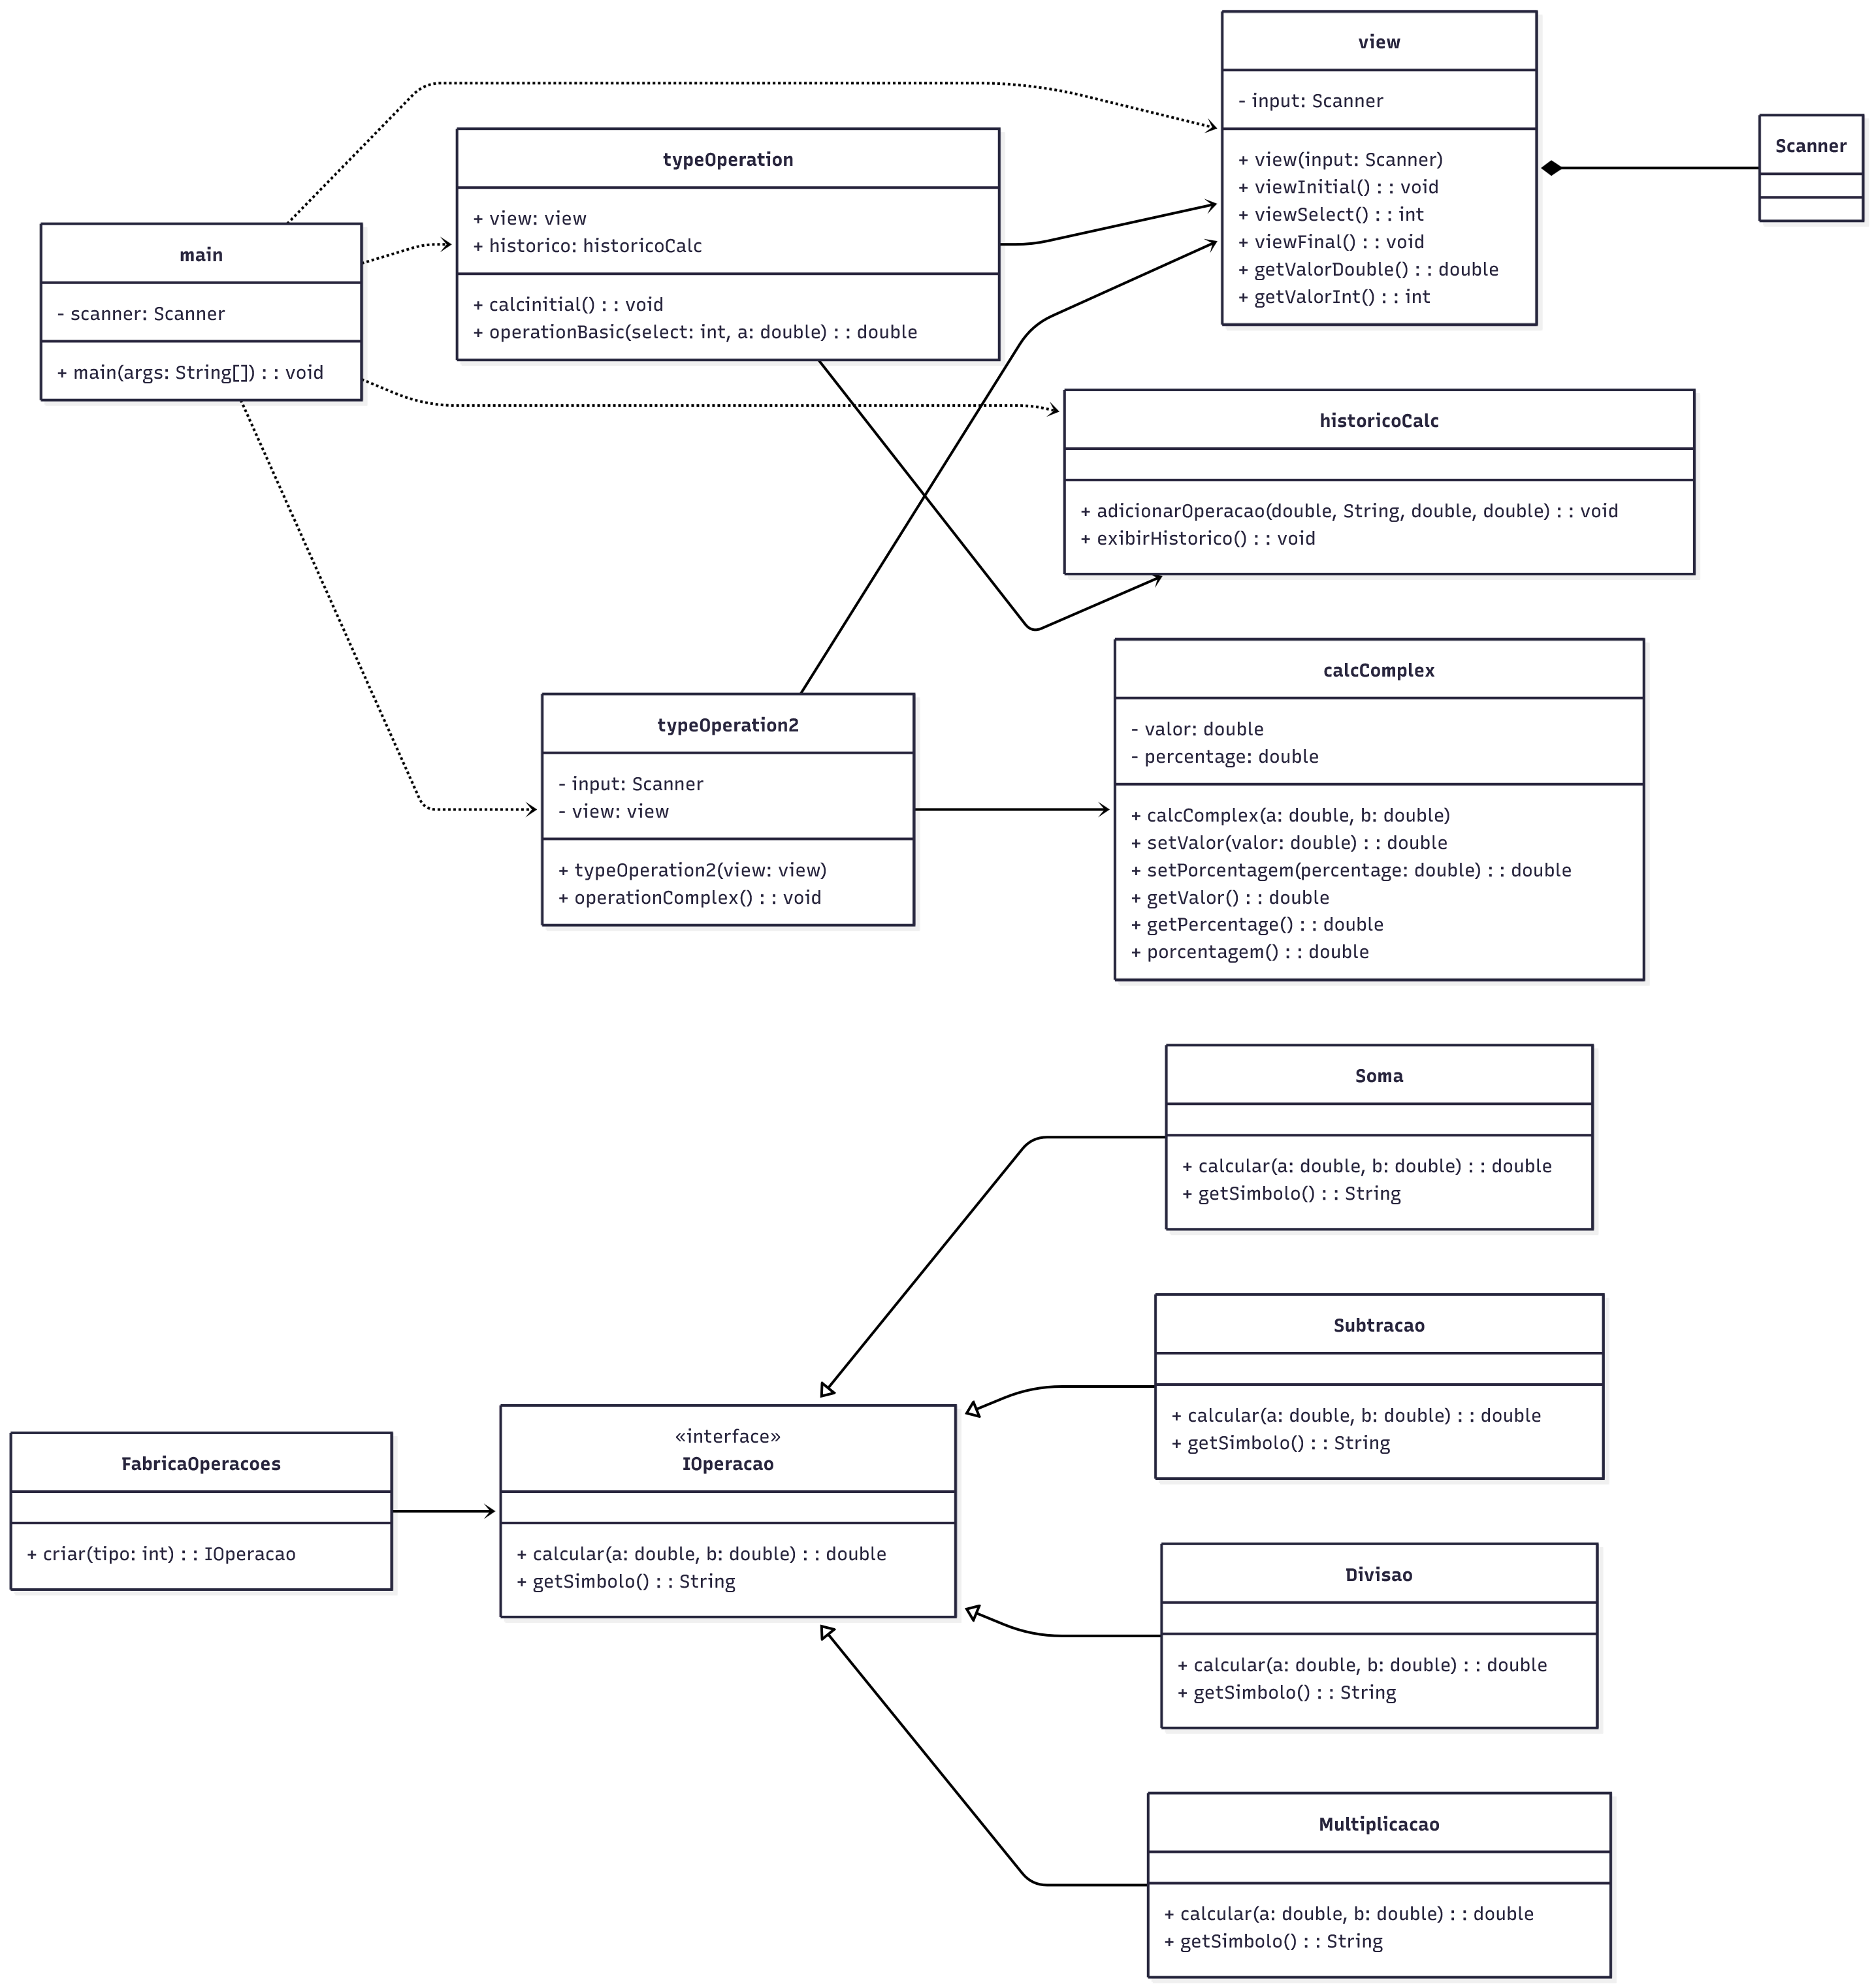 view
- input: Scanner
+ view(input: Scanner)
+ viewInitial() : : void
+ viewSelect() : : int
+ viewFinal() : : void
+ getValorDouble() : : double
+ getValorInt() : : int
Scanner
typeOperation
+ view: view
+ historico: historicoCalc
+ calcinitial() : : void
+ operationBasic(select: int, a: double) : : double
main
- scanner: Scanner
+ main(args: String[]) : : void
historicoCalc
+ adicionarOperacao(double, String, double, double) : : void
+ exibirHistorico() : : void
typeOperation2
- input: Scanner
- view: view
+ typeOperation2(view: view)
+ operationComplex() : : void
calcComplex
- valor: double
- percentage: double
+ calcComplex(a: double, b: double)
+ setValor(valor: double) : : double
+ setPorcentagem(percentage: double) : : double
+ getValor() : : double
+ getPercentage() : : double
+ porcentagem() : : double
Soma
+ calcular(a: double, b: double) : : double
+ getSimbolo() : : String
Subtracao
+ calcular(a: double, b: double) : : double
+ getSimbolo() : : String
FabricaOperacoes
+ criar(tipo: int) : : IOperacao
«interface»
IOperacao
+ calcular(a: double, b: double) : : double
+ getSimbolo() : : String
Divisao
+ calcular(a: double, b: double) : : double
+ getSimbolo() : : String
Multiplicacao
+ calcular(a: double, b: double) : : double
+ getSimbolo() : : String